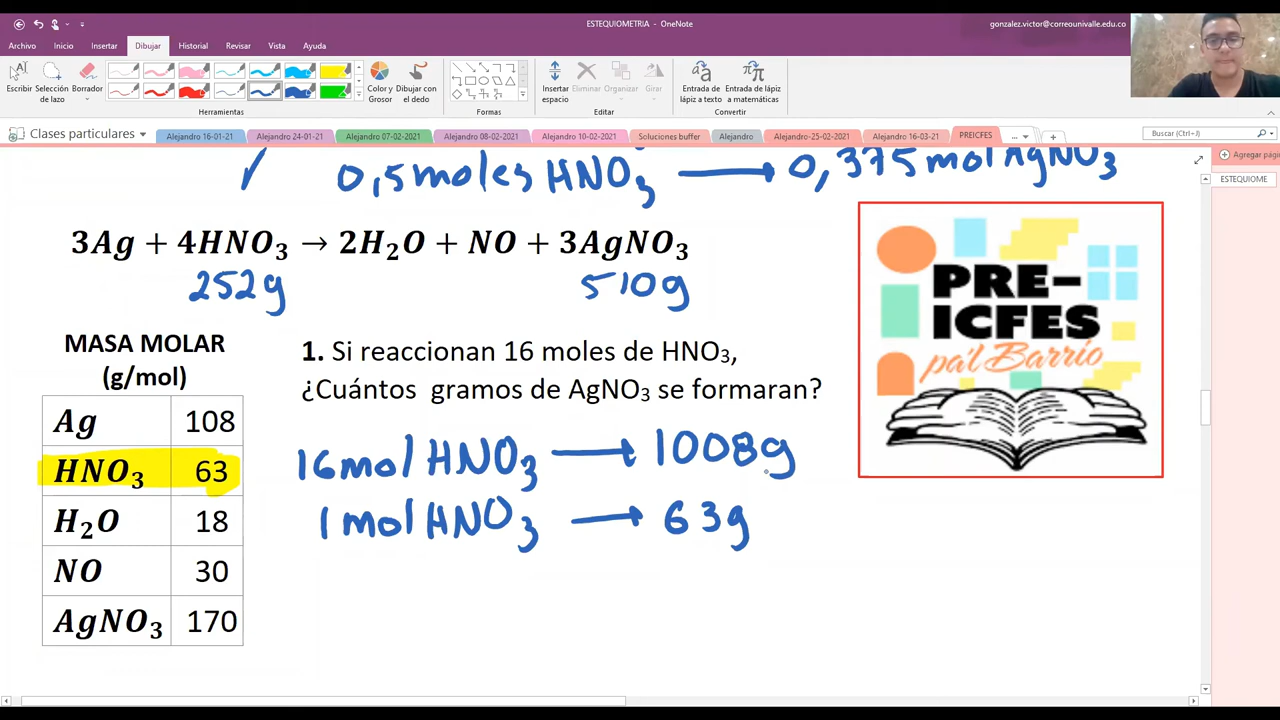 ESTEQUIOMETRIA - OneNote
gonzalez.victor@correounivalle.edu.co
Archivo Inicio Insertar Dibujar Historial Revisar Vista Ayuda
Escribir Selección de lazo Borrador Color y Grosor Dibujar con el dedo Insertar espacio Eliminar Organizar Girar Entrada de lápiz a texto Entrada de lápiz a matemáticas
Herramientas Formas Editar Convertir
Clases particulares Alejandro 16-01-21 Alejandro 24-01-21 Alejandro 07-02-2021 Alejandro 08-02-2021 Alejandro 10-02-2021 Soluciones buffer Alejandro Alejandro-25-02-2021 Alejandro 16-03-21 PREICFES ... Buscar (Ctrl+J)
Agregar págin
ESTEQUIOME
0,5 moles HNO₃ → 0,375 mol AgNO₃
3Ag + 4HNO₃ → 2H₂O + NO + 3AgNO₃
252g 510g
PRE-
ICFES
pa'l Barrio
MASA MOLAR
(g/mol)
Ag 108
HNO₃ 63
H₂O 18
NO 30
AgNO₃ 170
1. Si reaccionan 16 moles de HNO₃,
¿Cuántos gramos de AgNO₃ se formaran?
16mol HNO₃ → 1008g
1mol HNO₃ → 63g